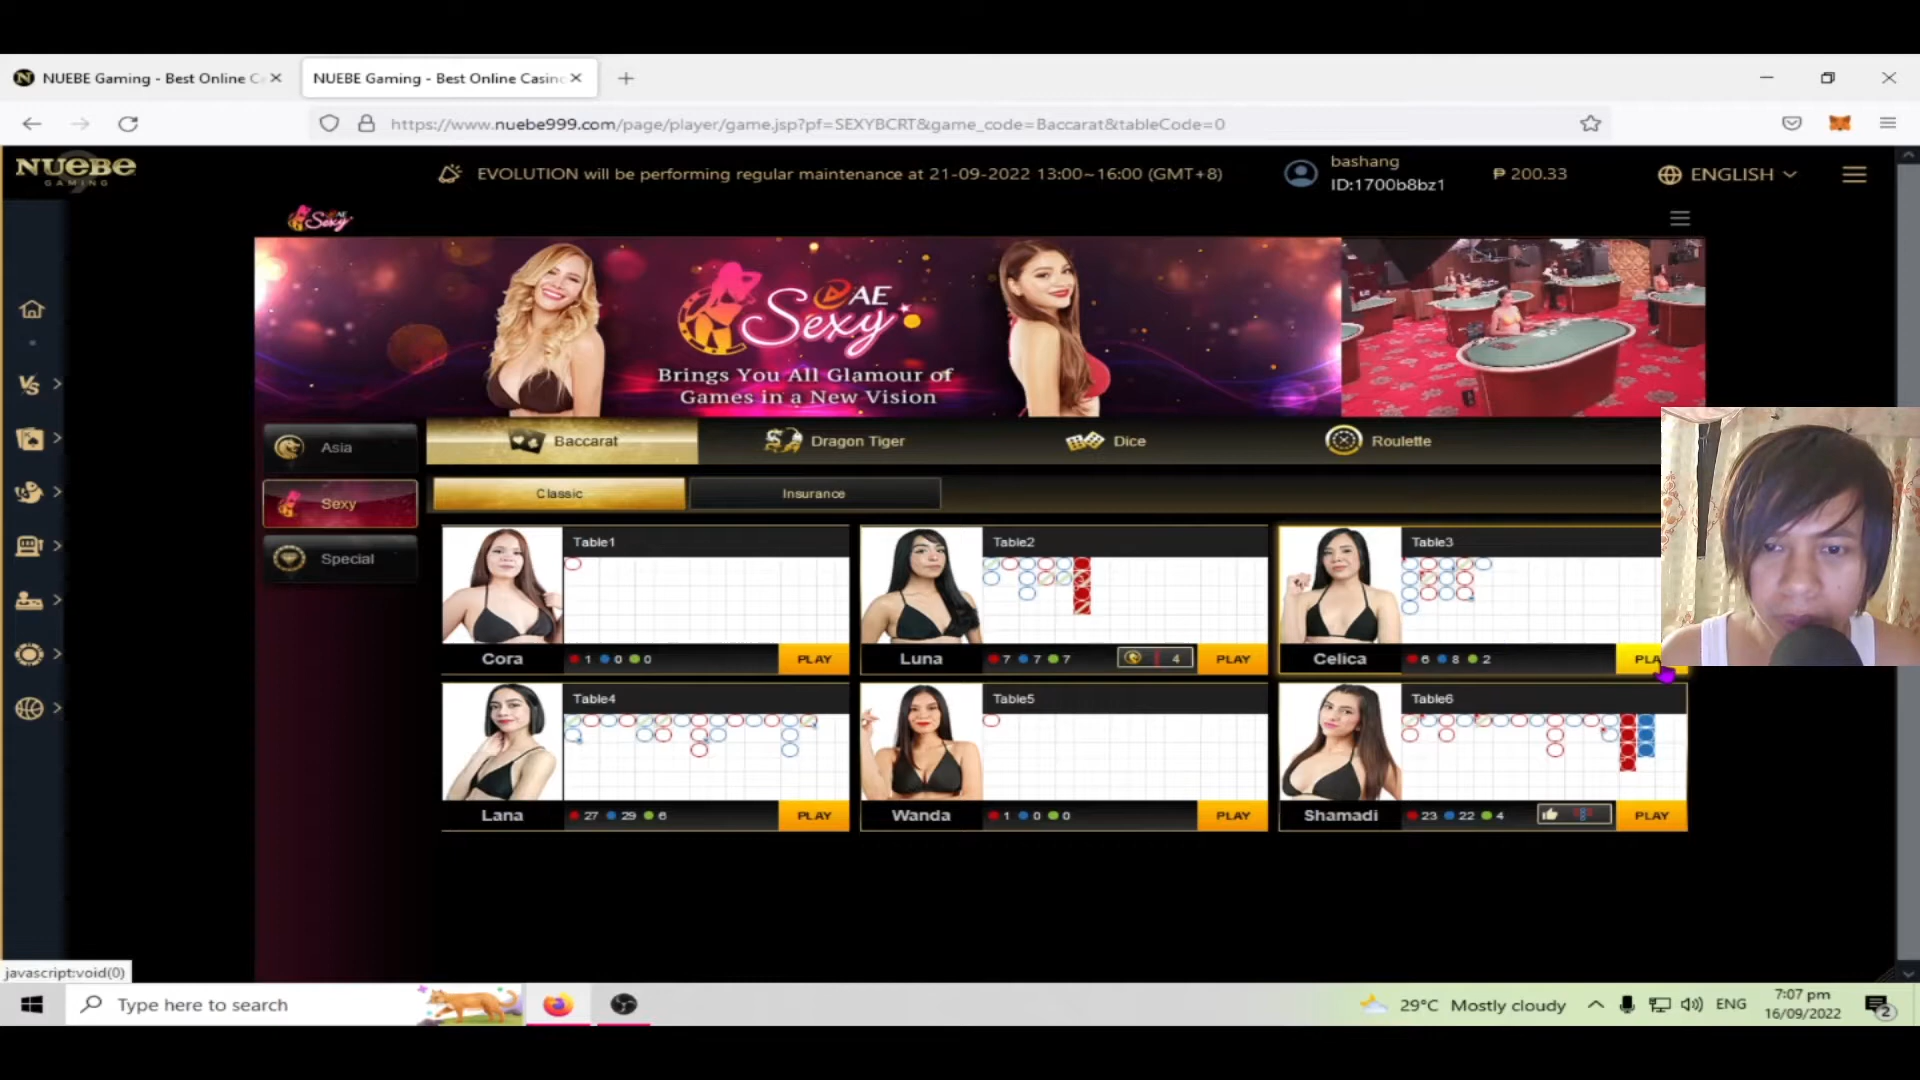 NUEBE Gaming - Best Online C
NUEBE Gaming - Best Online Casin
https://www.nuebe999.com/page/player/game.jsp?pf=SEXYBCRT&game_code=Baccarat&tableCode=0
NUEBE
GAMING
EVOLUTION will be performing regular maintenance at 21-09-2022 13:00~16:00 (GMT+8)
bashang
ID:1700b8bz1
₱ 200.33
ENGLISH
AE Sexy
AE
Sexy
Brings You All Glamour of
Games in a New Vision
Asia
Sexy
Special
Baccarat
Dragon Tiger
Dice
Roulette
Classic
Insurance
Table1
Cora
1 0 0
PLAY
Table2
Luna
7 7 7
4
PLAY
Table3
Celica
6 8 2
PLA
Table4
Lana
27 29 6
PLAY
Table5
Wanda
1 0 0
PLAY
Table6
Shamadi
23 22 4
PLAY
VS
javascript:void(0)
Type here to search
29°C Mostly cloudy
ENG
7:07 pm
16/09/2022
2